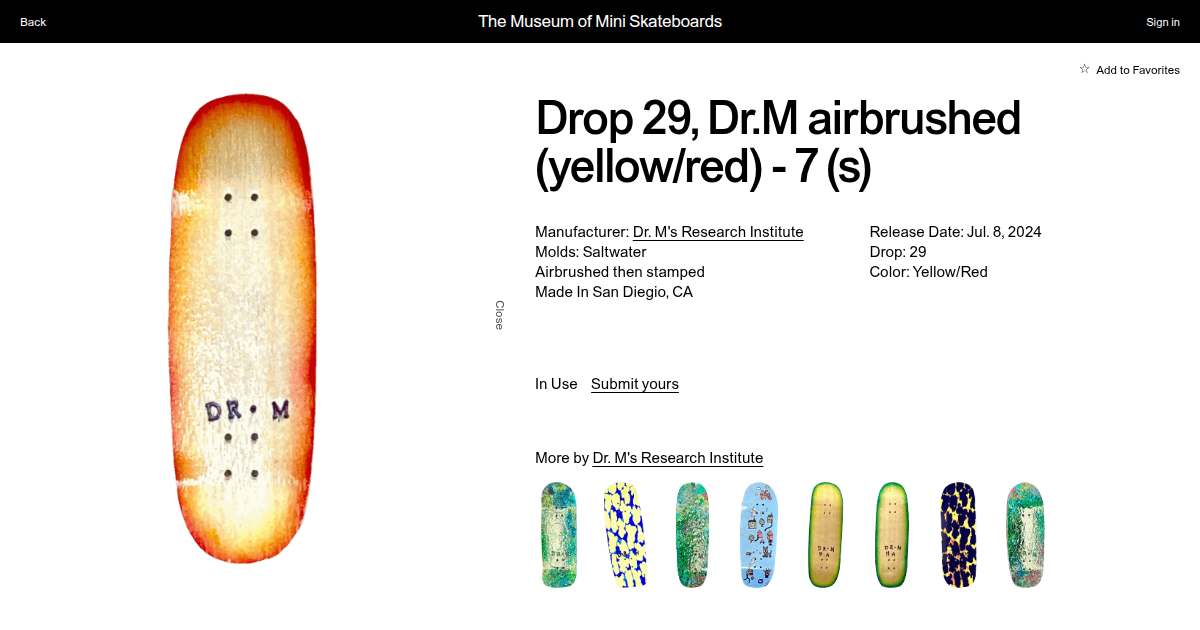 Back
The Museum of Mini Skateboards
Sign in
☆ Add to Favorites
Drop 29, Dr.M airbrushed
(yellow/red) - 7 (s)
Manufacturer: Dr. M's Research Institute
Molds: Saltwater
Airbrushed then stamped
Made In San Diegio, CA
Release Date: Jul. 8, 2024
Drop: 29
Color: Yellow/Red
Close
DR • M
In Use Submit yours
More by Dr. M's Research Institute